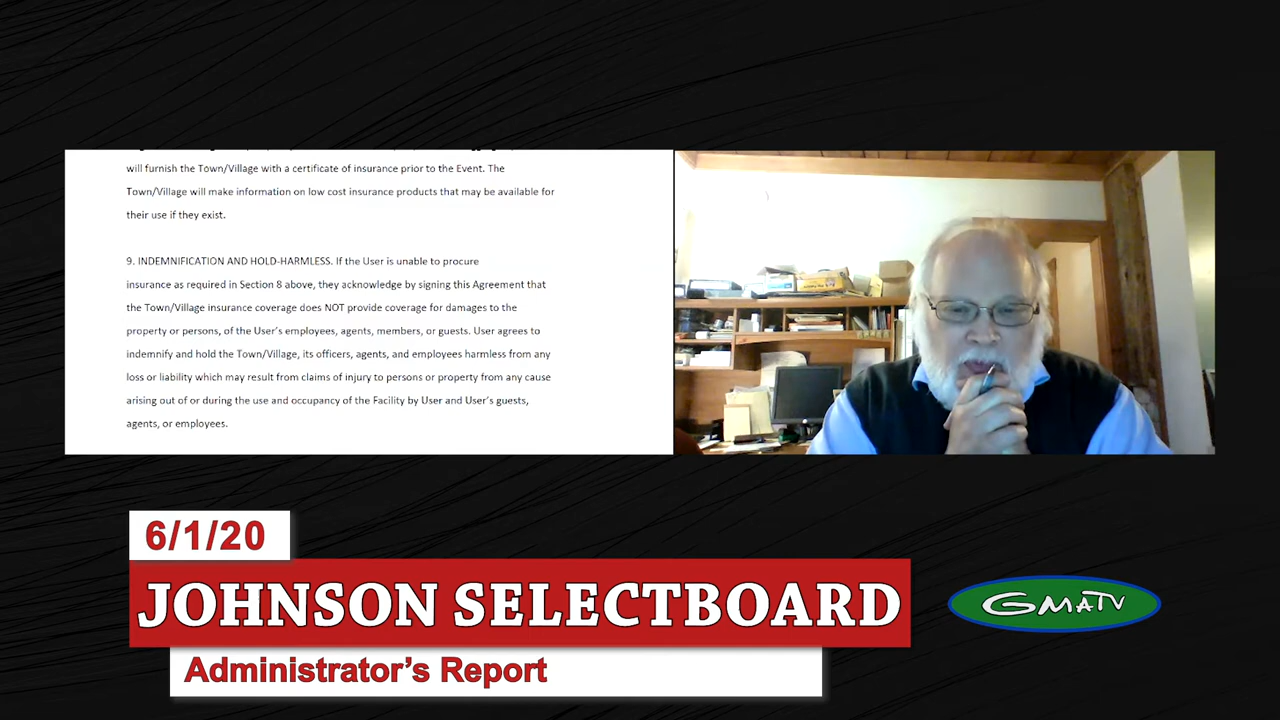 will furnish the Town/Village with a certificate of insurance prior to the Event. The
Town/Village will make information on low cost insurance products that may be available for
their use if they exist.
9. INDEMNIFICATION AND HOLD-HARMLESS. If the User is unable to procure
insurance as required in Section 8 above, they acknowledge by signing this Agreement that
the Town/Village insurance coverage does NOT provide coverage for damages to the
property or persons, of the User's employees, agents, members, or guests. User agrees to
indemnify and hold the Town/Village, its officers, agents, and employees harmless from any
loss or liability which may result from claims of injury to persons or property from any cause
arising out of or during the use and occupancy of the Facility by User and User's guests,
agents, or employees.
6/1/20
JOHNSON SELECTBOARD
Administrator's Report
GMATV